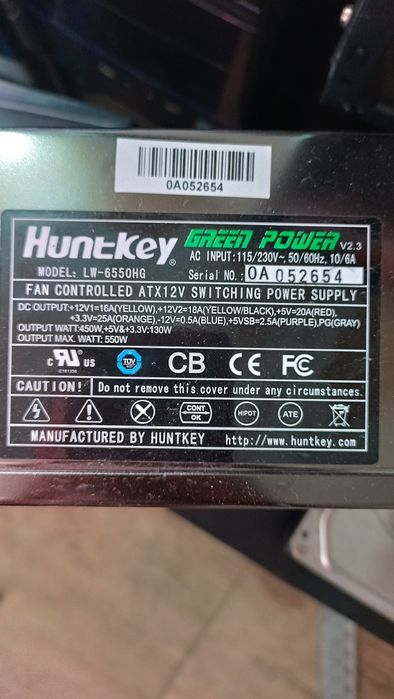 0A052654
Huntkey® GREEN POWER V2.3
AC INPUT:115/230V~,50/60Hz,10/6A
MODEL: LW-6550HG Serial NO.: 0A 052654
FAN CONTROLLED ATX12V SWITCHING POWER SUPPLY
DC OUTPUT:+12V1=16A(YELLOW),+12V2=18A(YELLOW/BLACK),+5V=20A(RED),
+3.3V=25A(ORANGE),-12V=0.5A(BLUE),+5VSB=2.5A(PURPLE),PG(GRAY)
OUTPUT WATT:450W,+5V&+3.3V:130W
OUTPUT MAX. WATT: 550W
c RU US TÜV CB CE FC
E161356
CAUTION! Do not remove this cover under any circumstances.
CONT OK HIPOT ATE
MANUFACTURED BY HUNTKEY http://www.huntkey.com